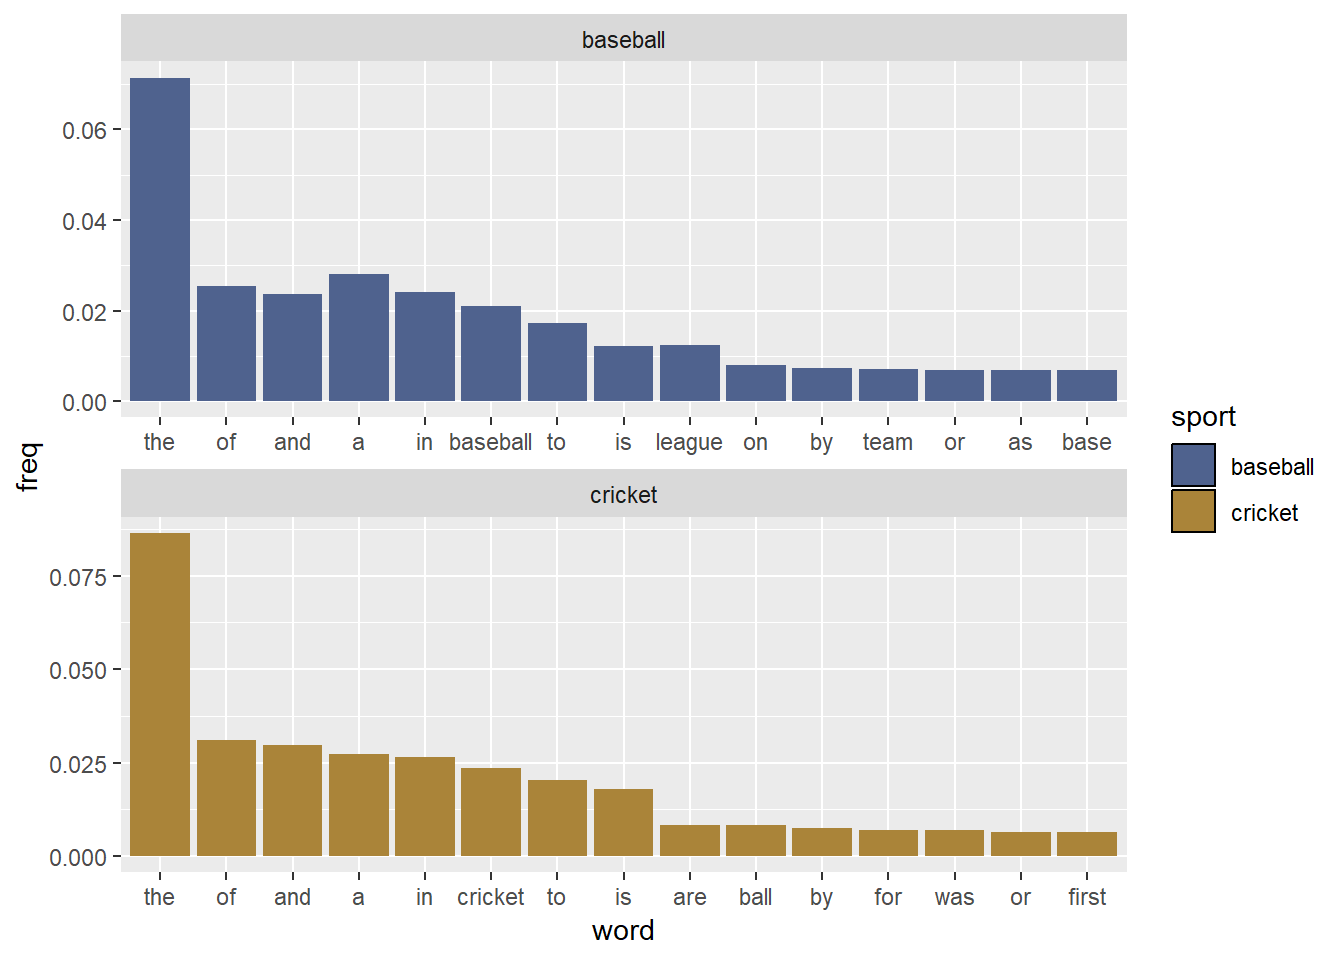 baseball
0.06
0.04
0.02
0.00
the of and a in baseball to is league on by team or as base
freq
cricket
0.075
0.050
0.025
0.000
the of and a in cricket to is are ball by for was or first
word
sport
baseball
cricket